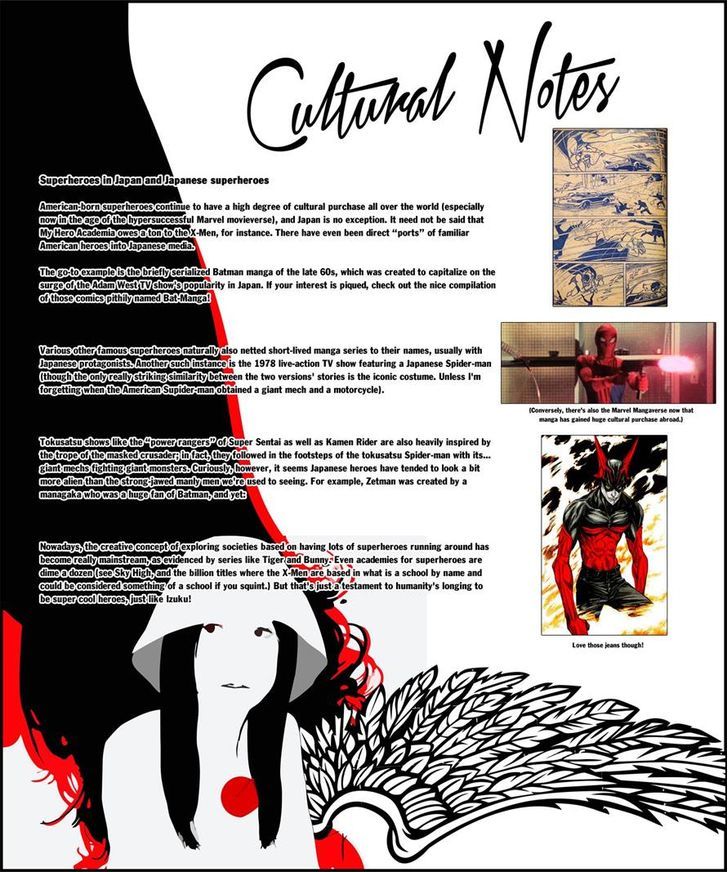 Cultural Notes
Superheroes in Japan and Japanese superheroes
American-born superheroes continue to have a high degree of cultural purchase all over the world (especially
now in the age of the hypersuccessful Marvel movieverse), and Japan is no exception. It need not be said that
My Hero Academia owes a ton to the X-Men, for instance. There have even been direct "ports" of familiar
American heroes into Japanese media.
The go-to example is the briefly serialized Batman manga of the late 60s, which was created to capitalize on the
surge of the Adam West TV show's popularity in Japan. If your interest is piqued, check out the nice compilation
of those comics pithily named Bat-Manga!
Various other famous superheroes naturally also netted short-lived manga series to their names, usually with
Japanese protagonists. Another such instance is the 1978 live-action TV show featuring a Japanese Spider-man
(though the only really striking similarity between the two versions' stories is the iconic costume. Unless I'm
forgetting when the American Supider-man obtained a giant mech and a motorcycle).
(Conversely, there's also the Marvel Mangaverse now that
manga has gained huge cultural purchase abroad.)
Tokusatsu shows like the "power rangers" of Super Sentai as well as Kamen Rider are also heavily inspired by
the trope of the masked crusader; in fact, they followed in the footsteps of the tokusatsu Spider-man with its...
giant mechs fighting giant monsters. Curiously, however, it seems Japanese heroes have tended to look a bit
more alien than the strong-jawed manly men we're used to seeing. For example, Zetman was created by a
managaka who was a huge fan of Batman, and yet:
Nowadays, the creative concept of exploring societies based on having lots of superheroes running around has
become really mainstream, as evidenced by series like Tiger and Bunny. Even academies for superheroes are
dime a dozen (see Sky High, and the billion titles where the X-Men are based in what is a school by name and
could be considered something of a school if you squint.) But that's just a testament to humanity's longing to
be super cool heroes, just like Izuku!
Love those jeans though!